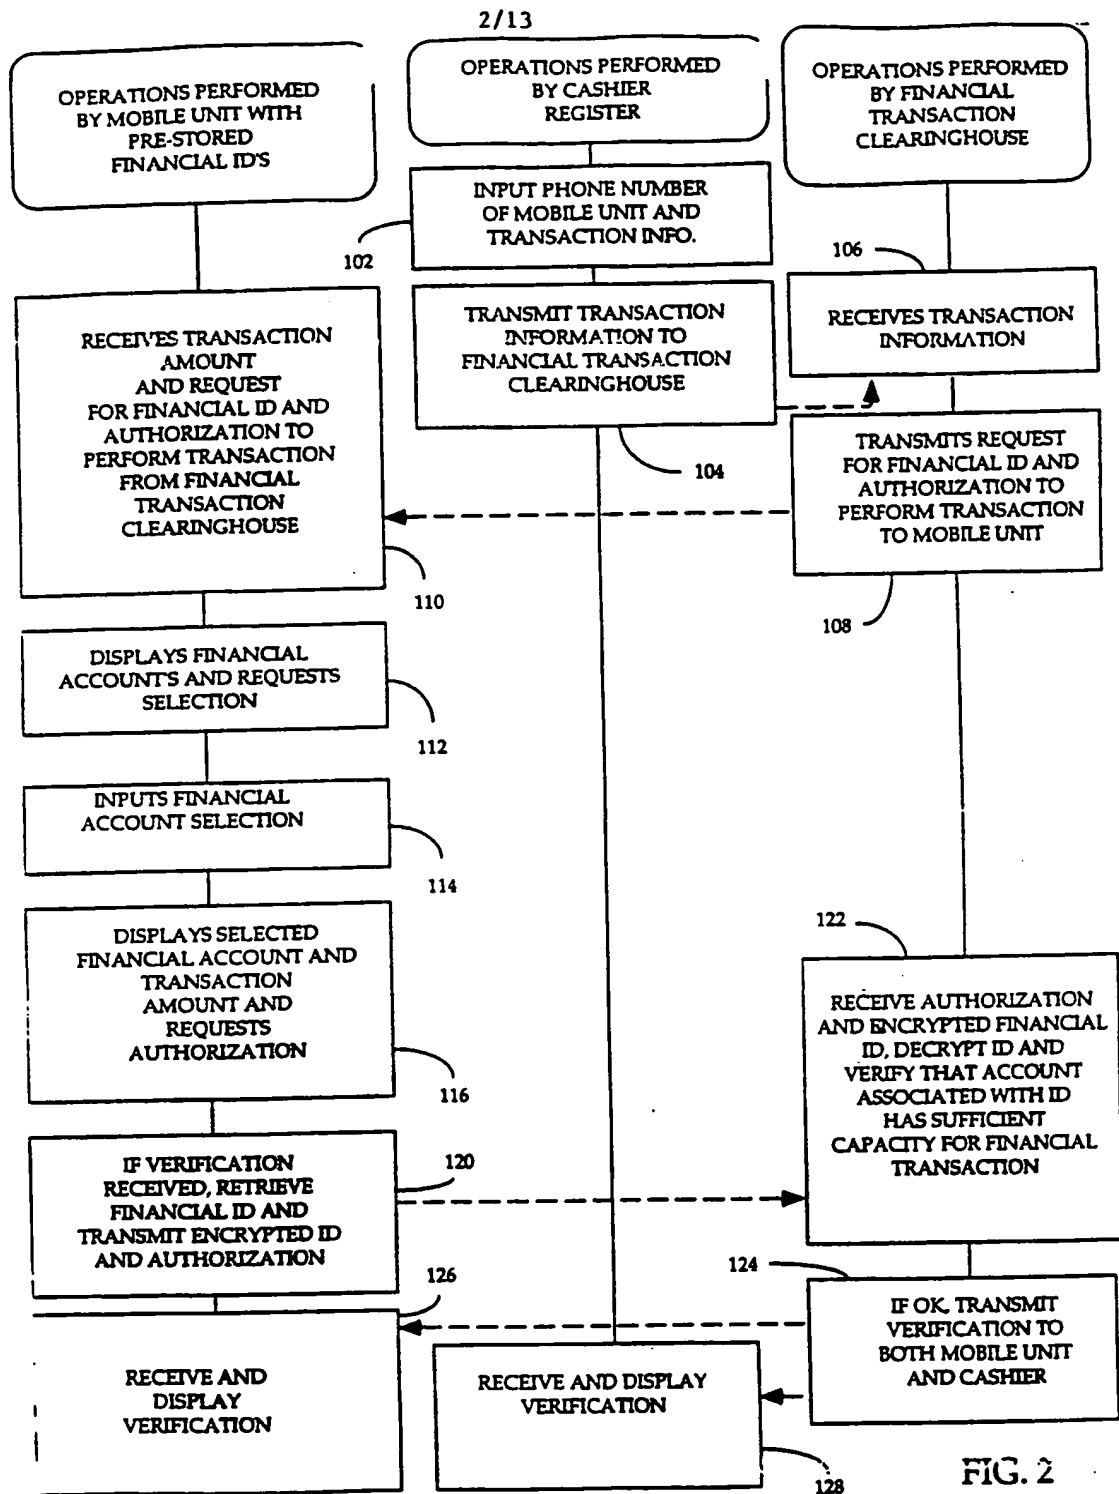 2/13
OPERATIONS PERFORMED
BY MOBILE UNIT WITH
PRE-STORED
FINANCIAL ID'S
OPERATIONS PERFORMED
BY CASHIER
REGISTER
OPERATIONS PERFORMED
BY FINANCIAL
TRANSACTION
CLEARINGHOUSE
INPUT PHONE NUMBER
OF MOBILE UNIT AND
TRANSACTION INFO.
102
106
RECEIVES TRANSACTION
AMOUNT
AND REQUEST
FOR FINANCIAL ID AND
AUTHORIZATION TO
PERFORM TRANSACTION
FROM FINANCIAL
TRANSACTION
CLEARINGHOUSE
TRANSMIT TRANSACTION
INFORMATION TO
FINANCIAL TRANSACTION
CLEARINGHOUSE
RECEIVES TRANSACTION
INFORMATION
104
TRANSMITS REQUEST
FOR FINANCIAL ID AND
AUTHORIZATION TO
PERFORM TRANSACTION
TO MOBILE UNIT
110
108
DISPLAYS FINANCIAL
ACCOUNTS AND REQUESTS
SELECTION
112
INPUTS FINANCIAL
ACCOUNT SELECTION
114
DISPLAYS SELECTED
FINANCIAL ACCOUNT AND
TRANSACTION
AMOUNT AND
REQUESTS
AUTHORIZATION
116
122
RECEIVE AUTHORIZATION
AND ENCRYPTED FINANCIAL
ID, DECRYPT ID AND
VERIFY THAT ACCOUNT
ASSOCIATED WITH ID
HAS SUFFICIENT
CAPACITY FOR FINANCIAL
TRANSACTION
IF VERIFICATION
RECEIVED, RETRIEVE
FINANCIAL ID AND
TRANSMIT ENCRYPTED ID
AND AUTHORIZATION
120
124
126
IF OK, TRANSMIT
VERIFICATION TO
BOTH MOBILE UNIT
AND CASHIER
RECEIVE AND
DISPLAY
VERIFICATION
RECEIVE AND DISPLAY
VERIFICATION
128
FIG. 2